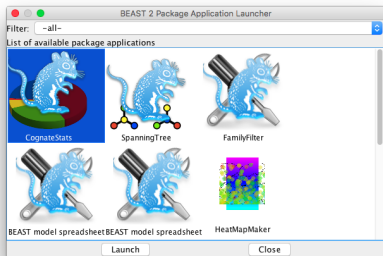 BEAST 2 Package Application Launcher
Filter: -all-
List of available package applications
CognateStats SpanningTree FamilyFilter
BEAST model spreadsheet BEAST model spreadsheet HeatMapMaker
Launch Close